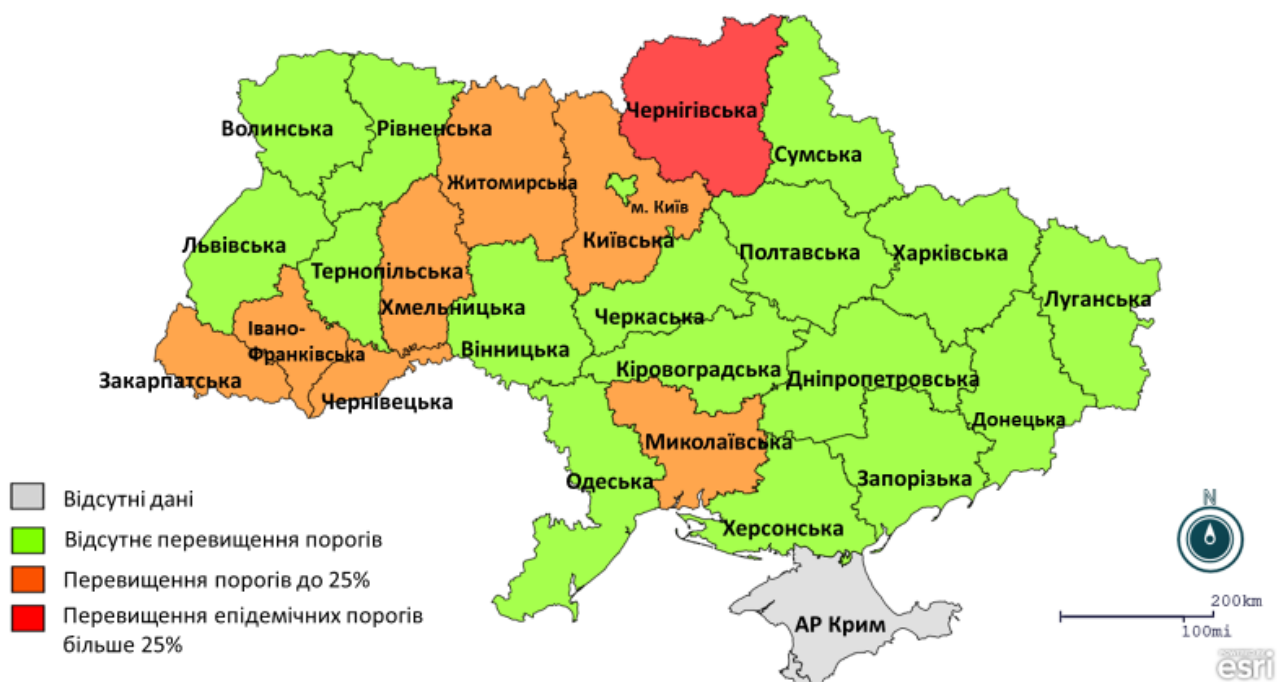 Чернігівська
Волинська
Рівненська
Сумська
Житомирська
м. Київ
Київська
Львівська
Полтавська
Харківська
Тернопільська
Луганська
Хмельницька
Черкаська
Івано-
Франківська
Вінницька
Кіровоградська
Дніпропетровська
Закарпатська
Чернівецька
Донецька
Миколаївська
Запорізька
Одеська
Херсонська
АР Крим
Відсутні дані
Відсутнє перевищення порогів
Перевищення порогів до 25%
Перевищення епідемічних порогів
більше 25%
N
200km
100mi
esri